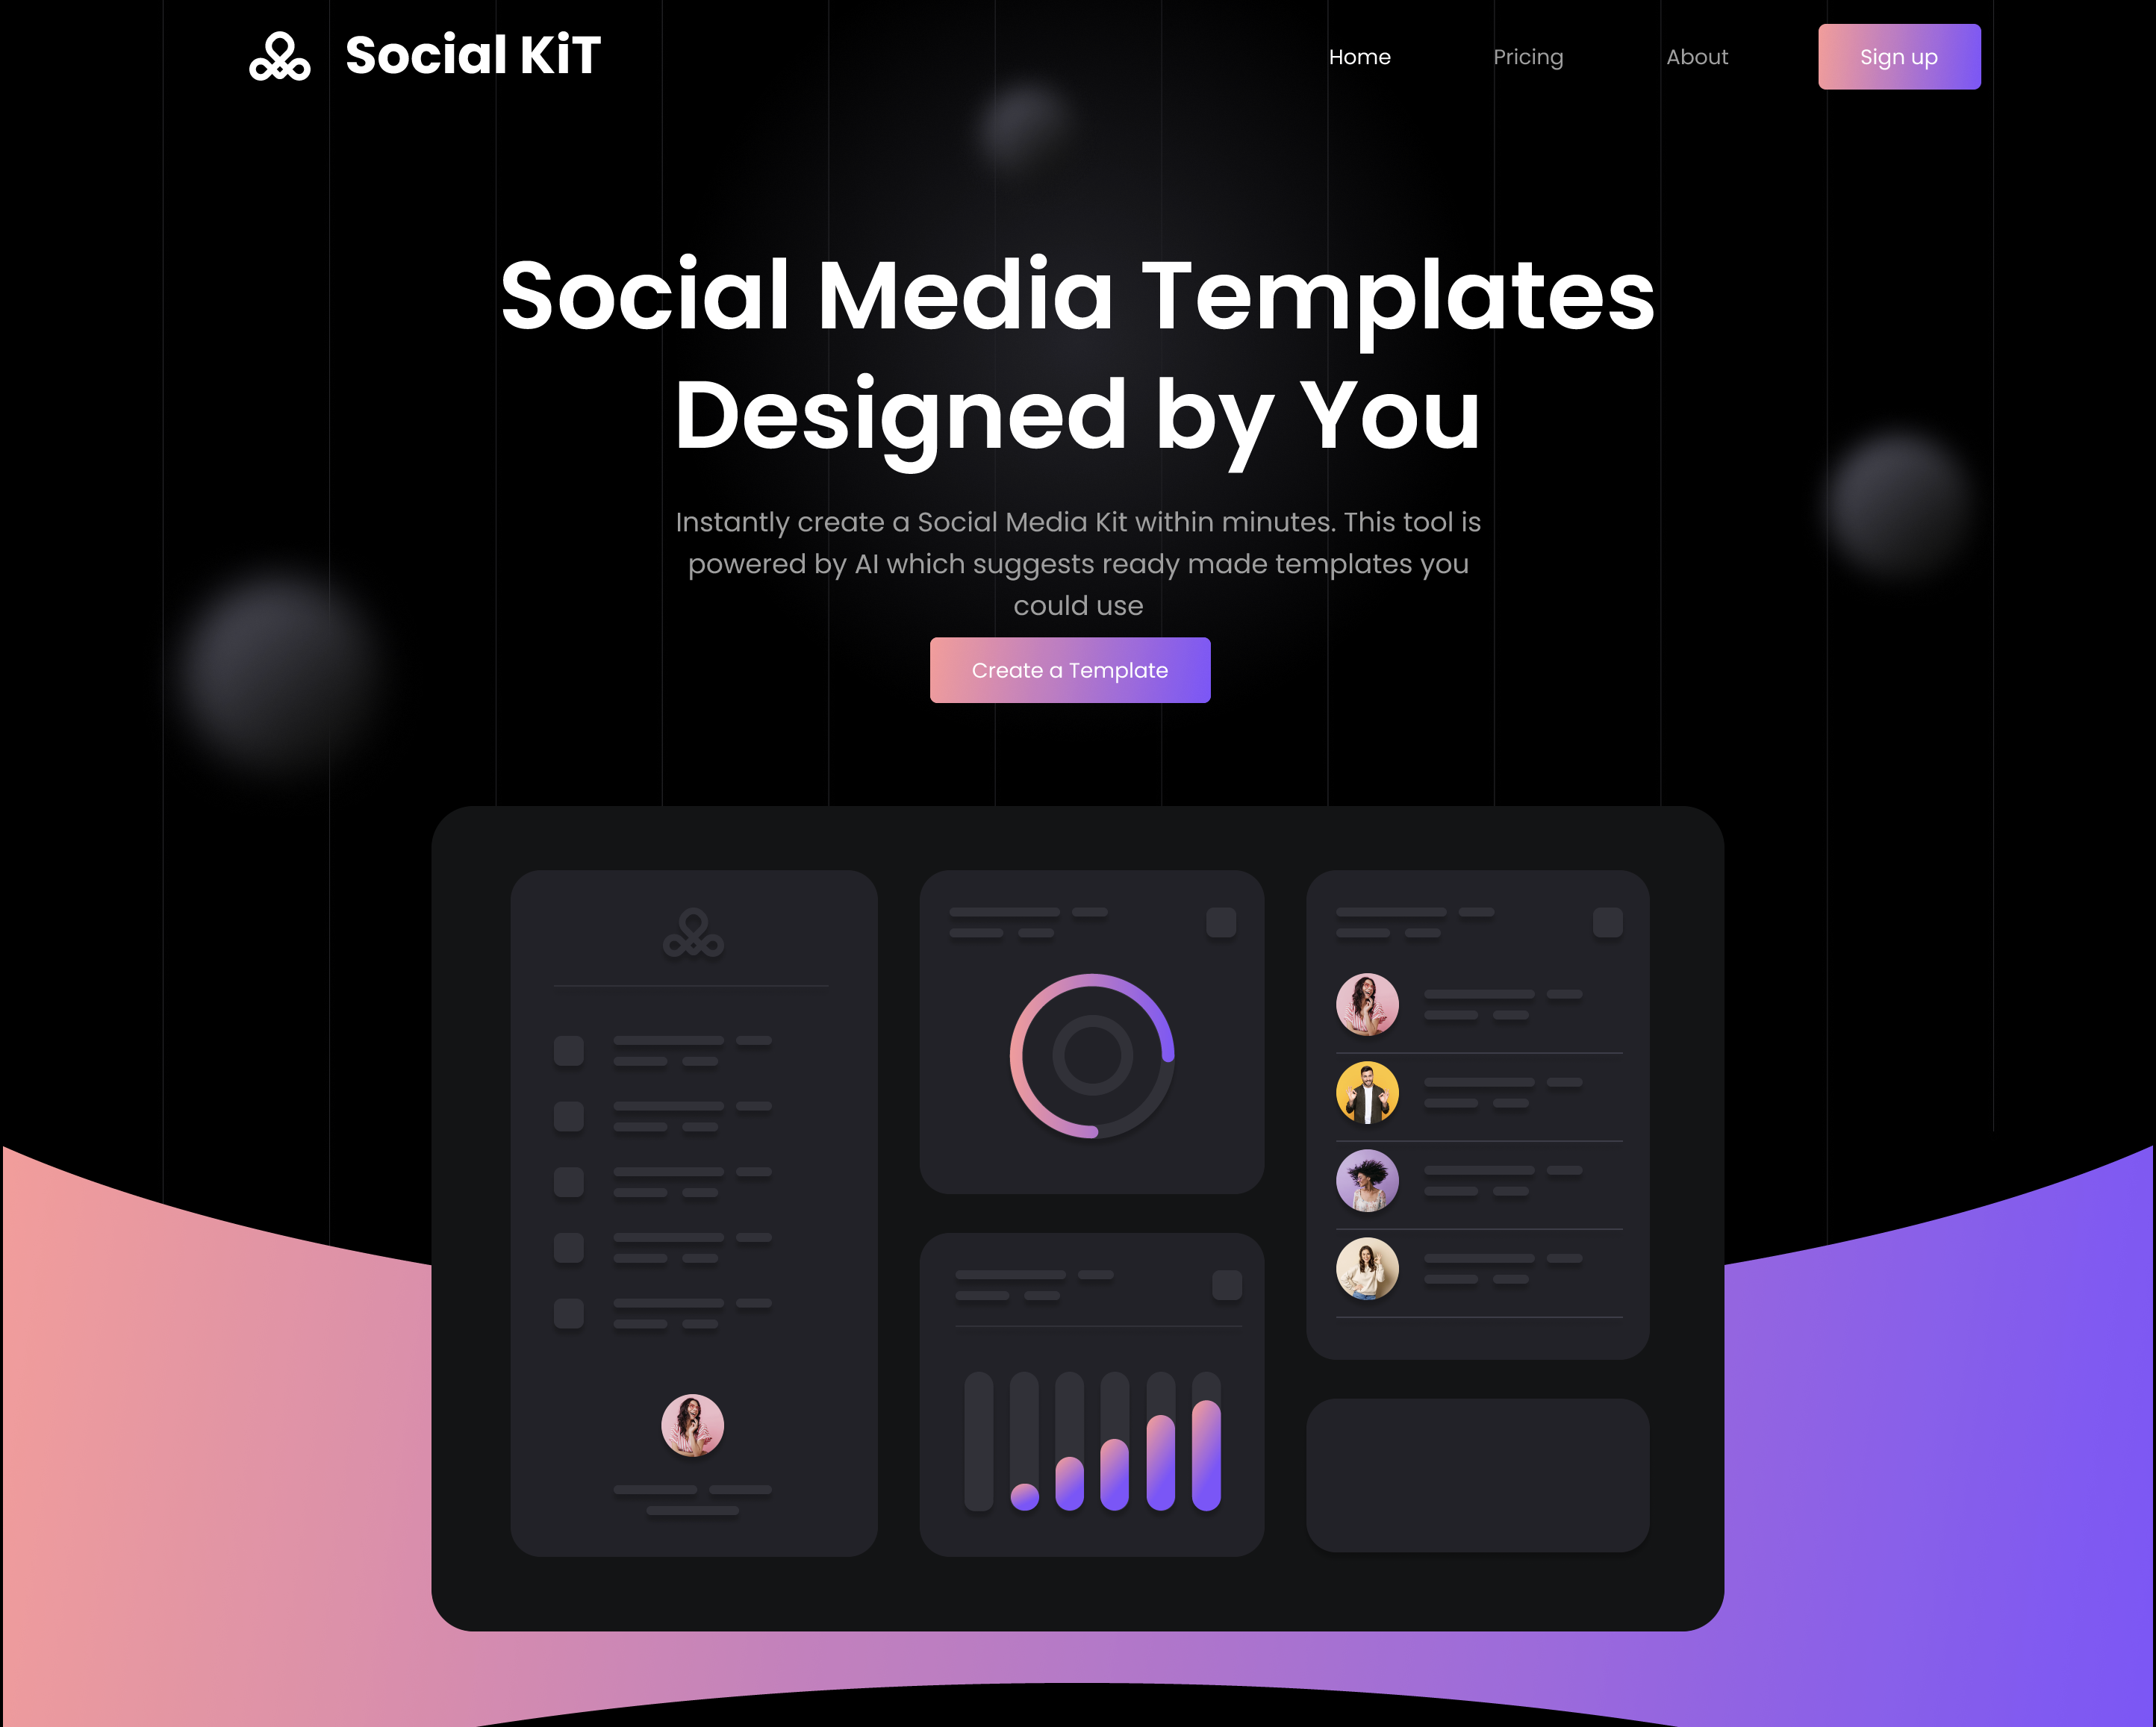 Social KiT
Home
Pricing
About
Sign up
Social Media Templates
Designed by You
Instantly create a Social Media Kit within minutes. This tool is
powered by AI which suggests ready made templates you
could use
Create a Template